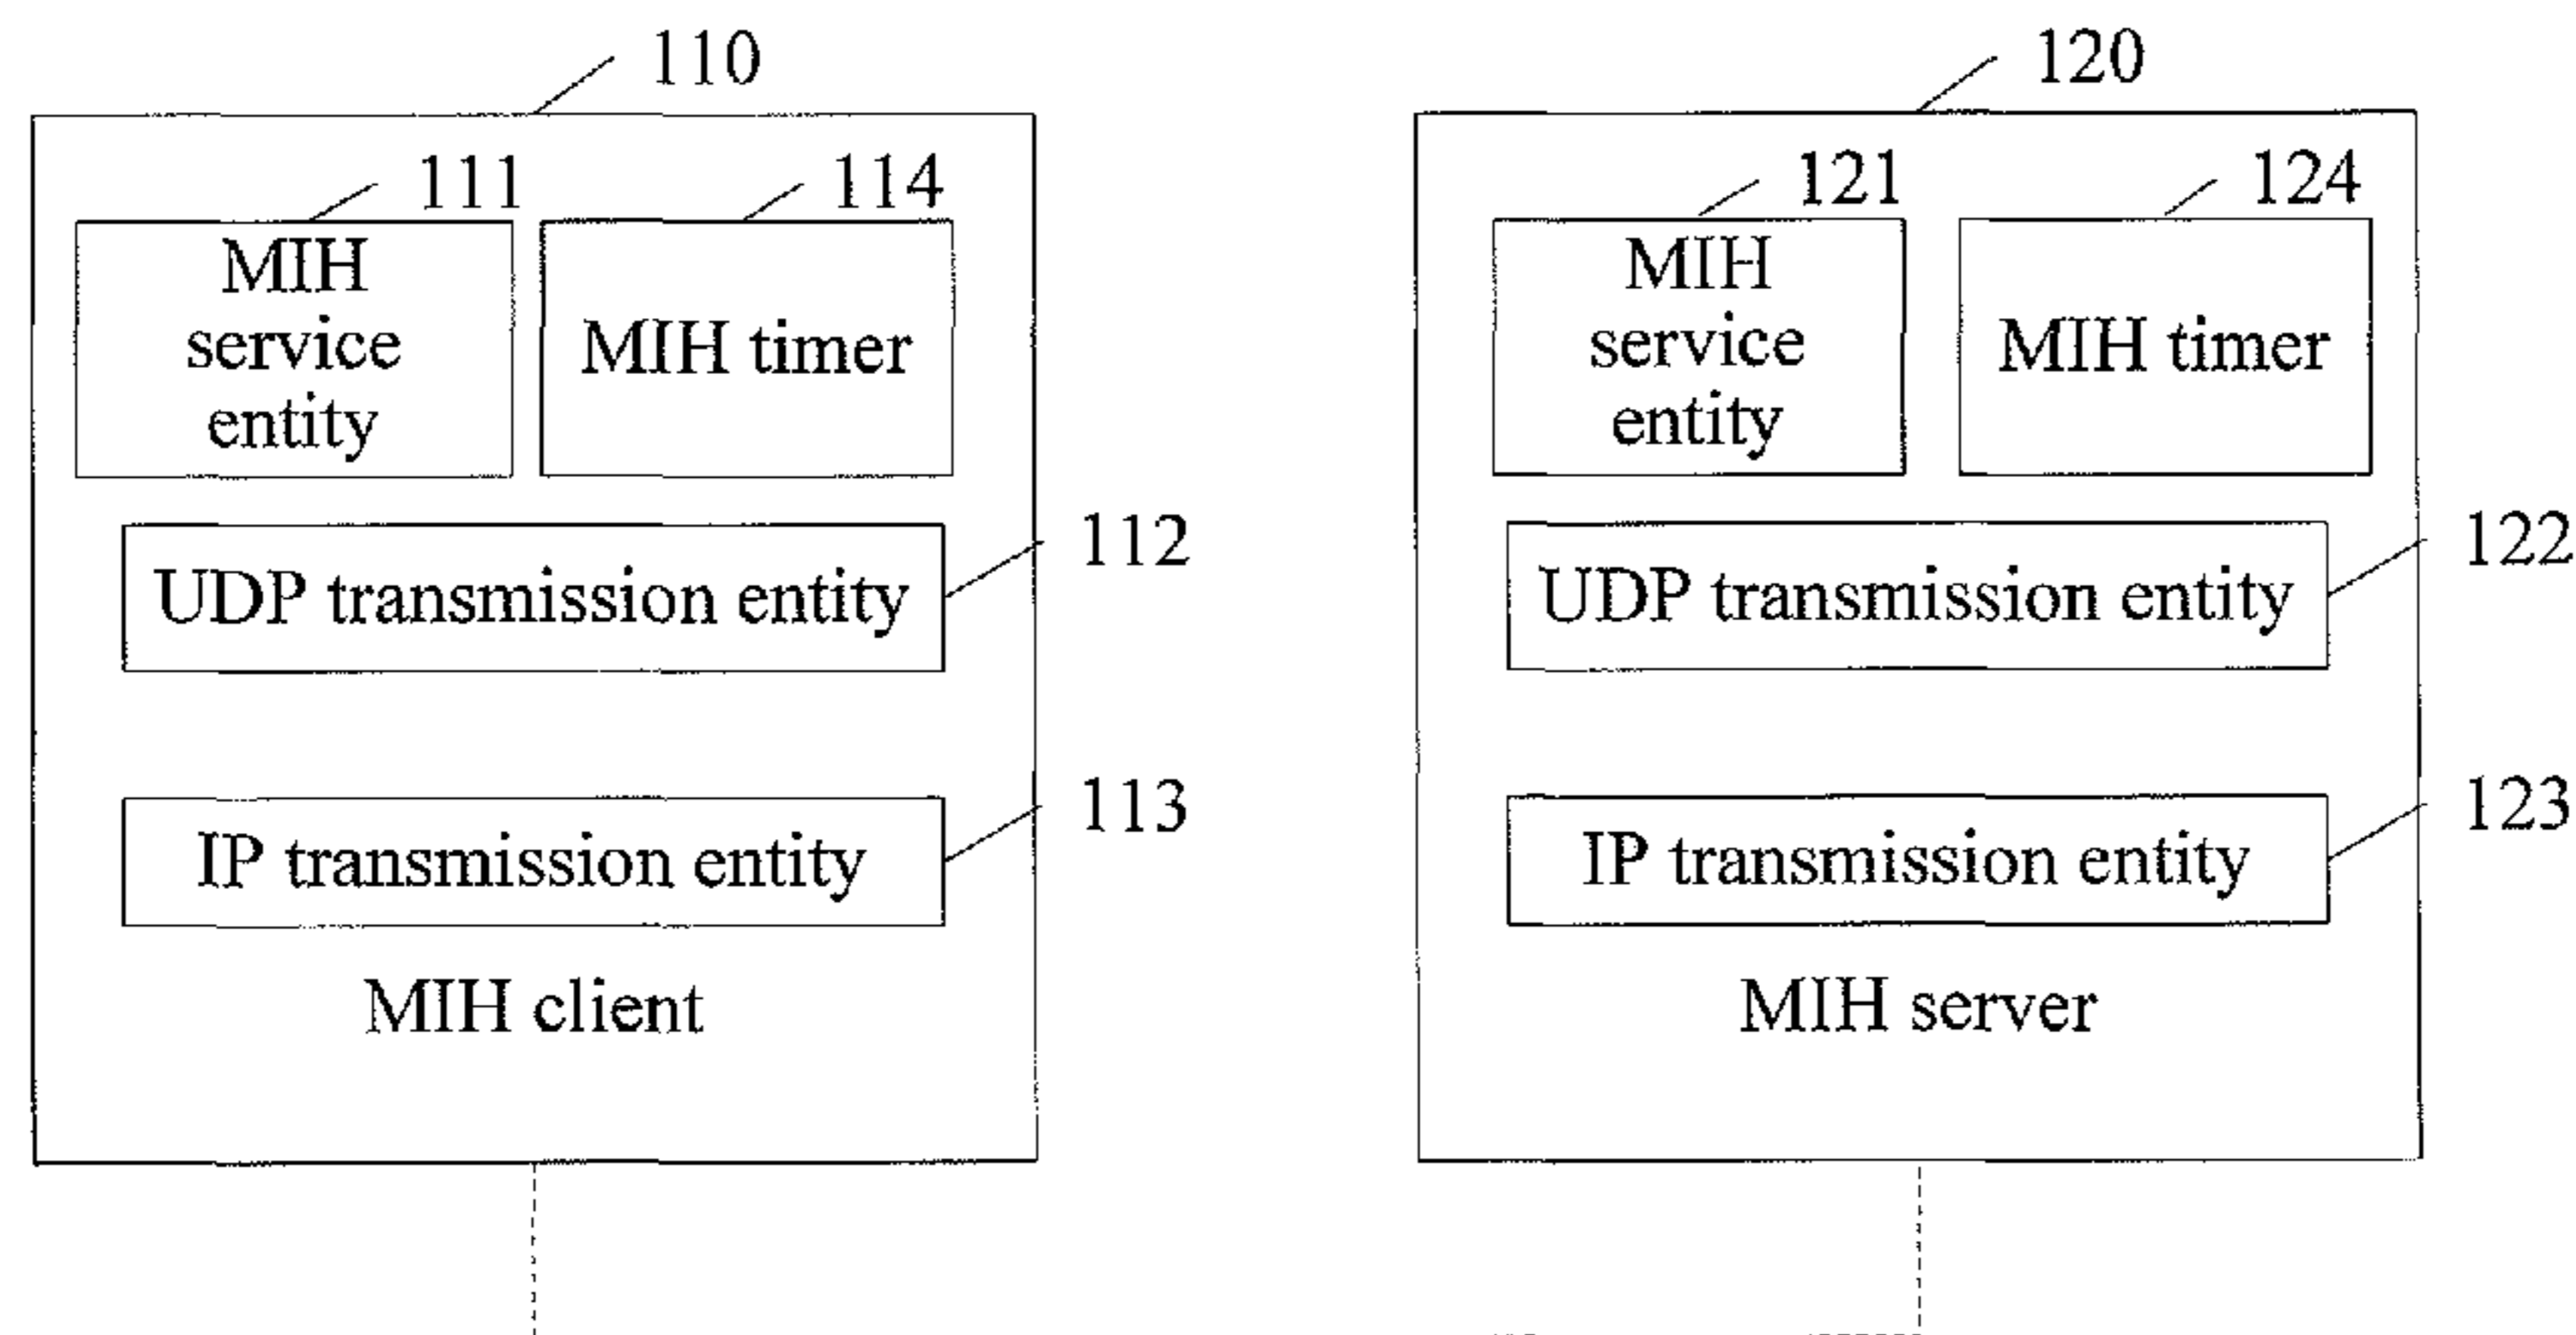 110
111
114
MIH
service
entity
MIH timer
112
UDP transmission entity
113
IP transmission entity
MIH client
120
121
124
MIH
service
entity
MIH timer
122
UDP transmission entity
123
IP transmission entity
MIH server